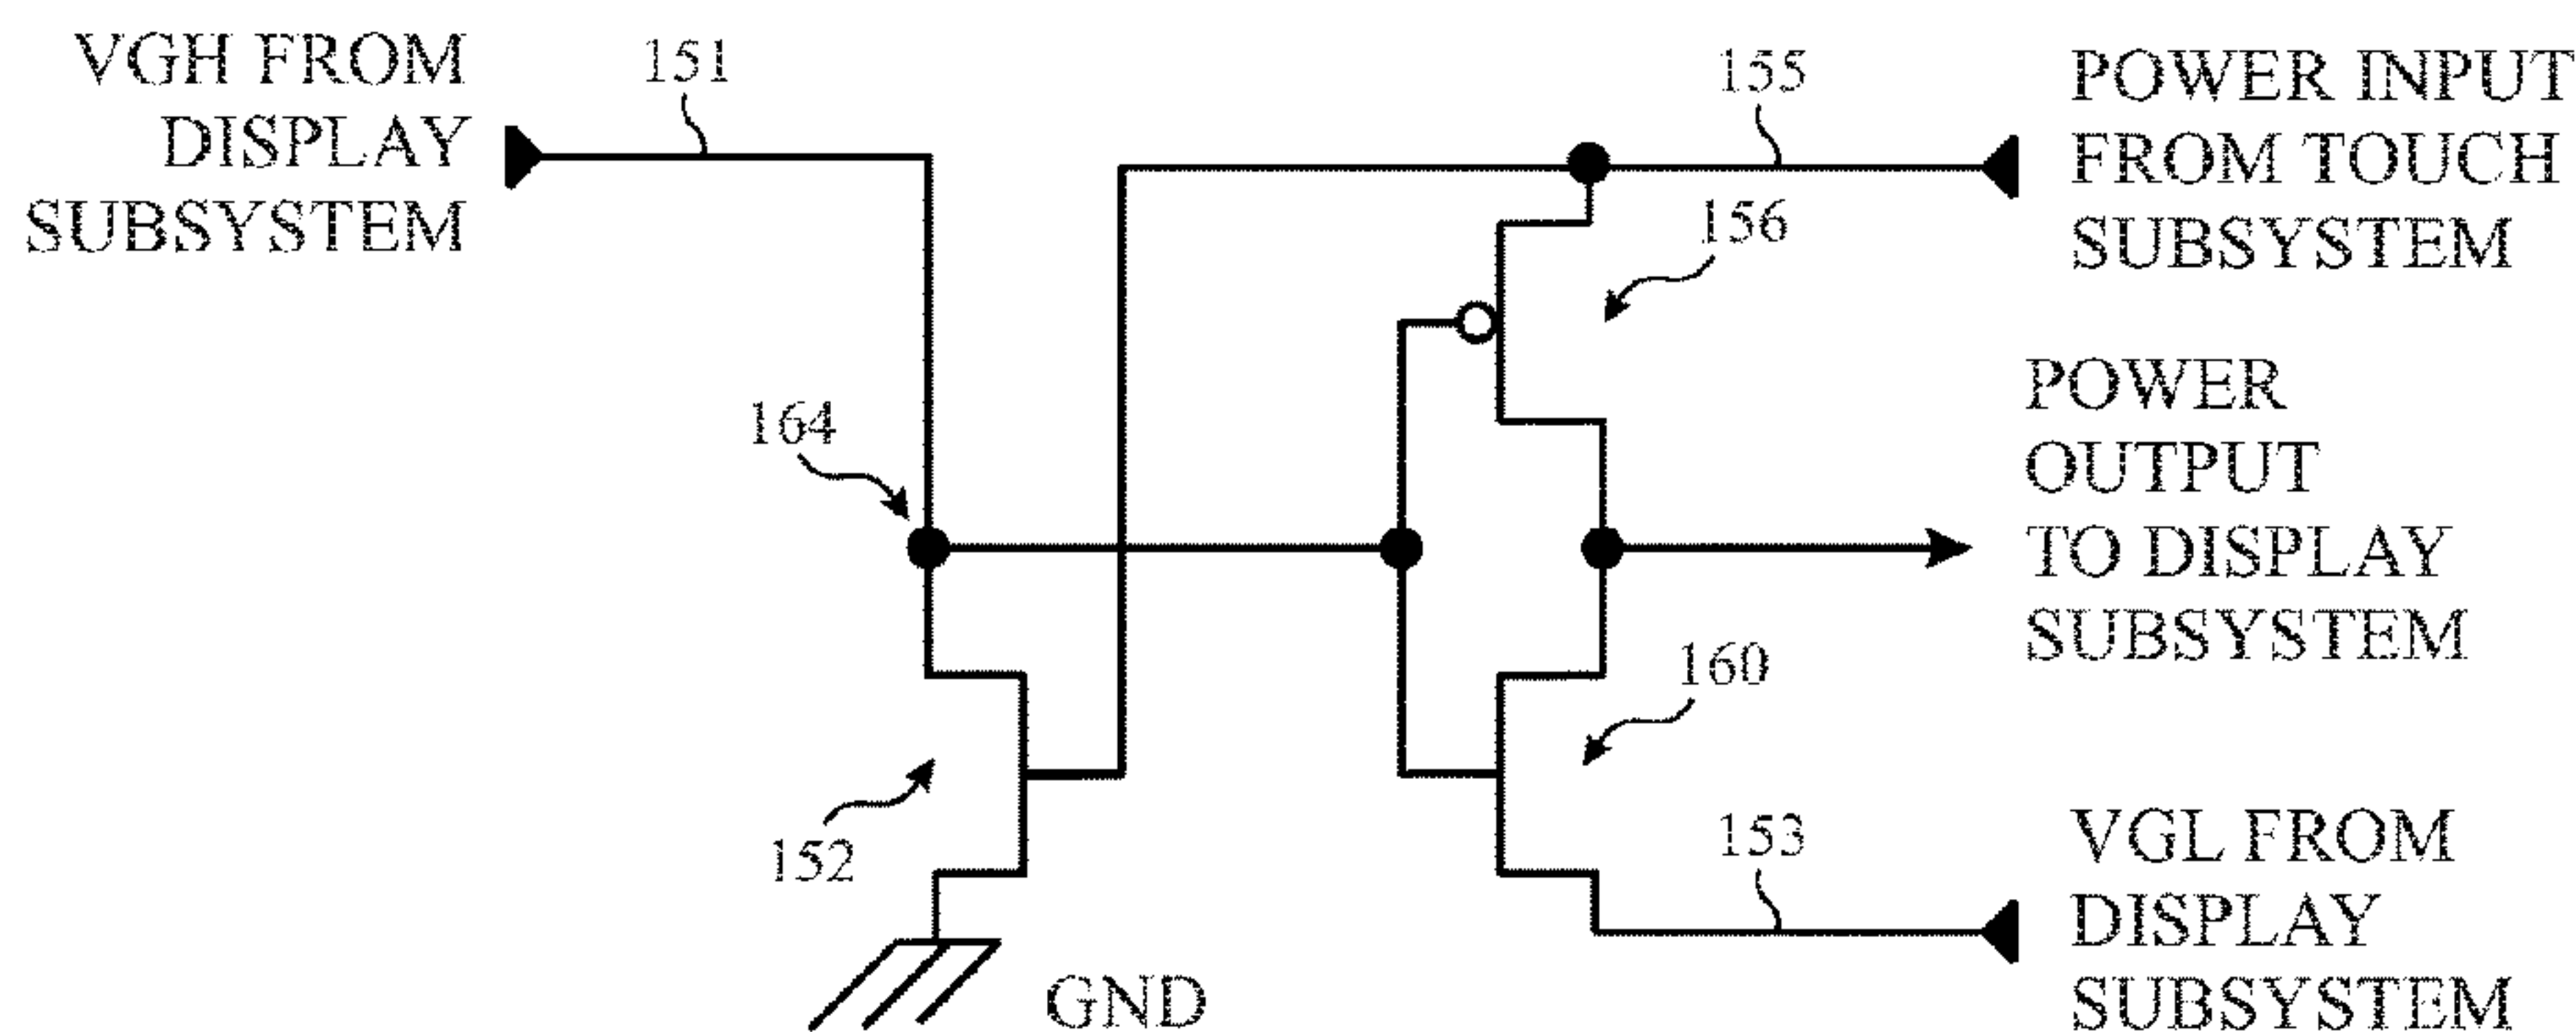 VGH FROM
DISPLAY
SUBSYSTEM
151
155
POWER INPUT
FROM TOUCH
SUBSYSTEM
156
164
POWER
OUTPUT
TO DISPLAY
SUBSYSTEM
160
152
153
VGL FROM
DISPLAY
SUBSYSTEM
GND